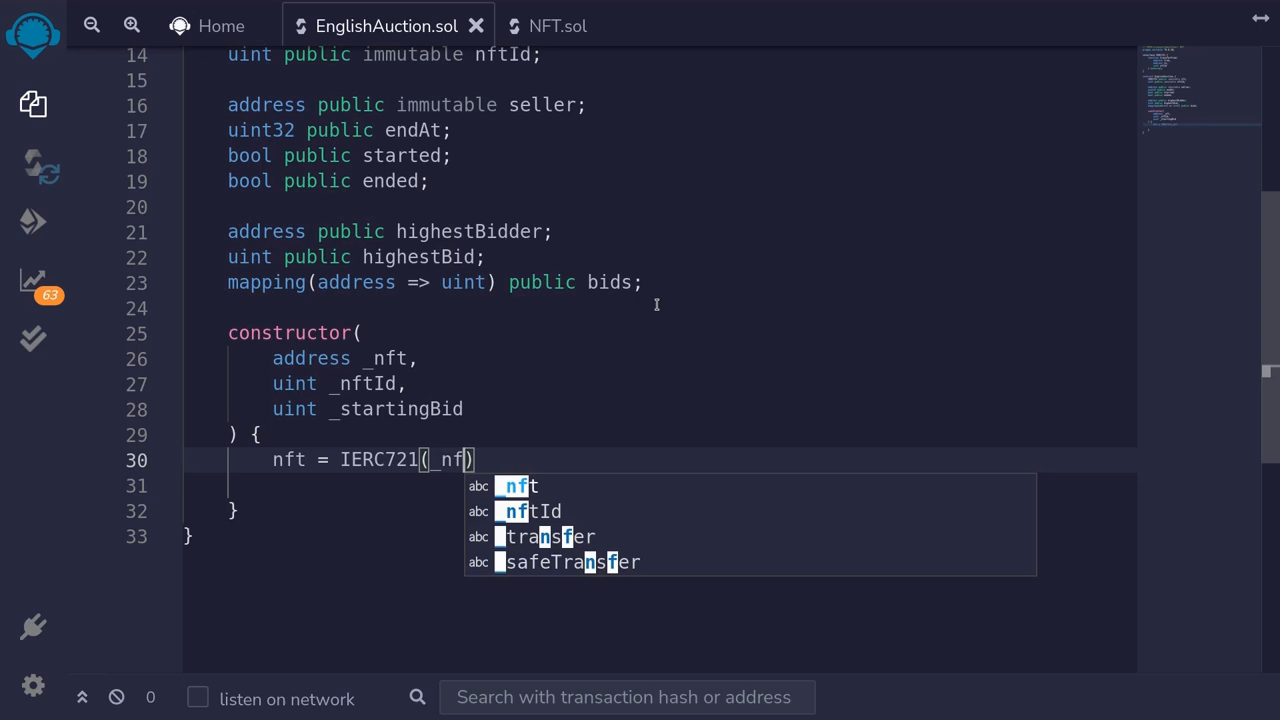 Home
EnglishAuction.sol
NFT.sol
14 uint public immutable nftId;
15
16 address public immutable seller;
17 uint32 public endAt;
18 bool public started;
19 bool public ended;
20
21 address public highestBidder;
22 uint public highestBid;
23 mapping(address => uint) public bids;
24
25 constructor(
26 address _nft,
27 uint _nftId,
28 uint _startingBid
29 ) {
30 nft = IERC721(_nf)
abc _nft
31
abc _nftId
32 }
abc _transfer
33 }
abc _safeTransfer
63
0 listen on network Search with transaction hash or address